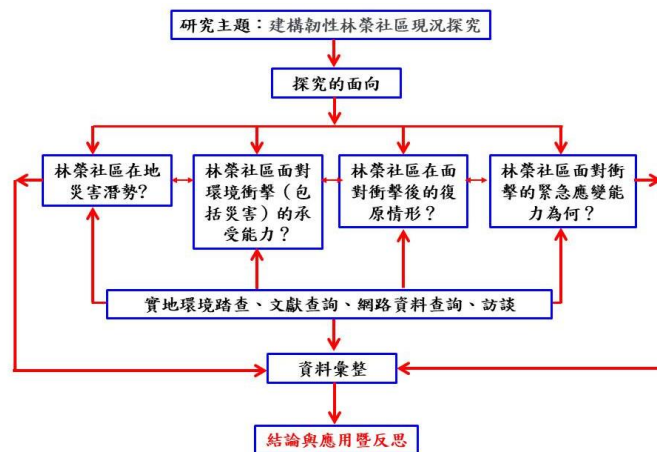 研究主題：建構韌性林榮社區現況探究
探究的面向
林榮社區在地
災害潛勢?
林榮社區面對
環境衝擊（包
括災害）的承
受能力？
林榮社區在面
對衝擊後的復
原情形？
林榮社區面對衝
擊的緊急應變能
力為何？
實地環境踏查、文獻查詢、網路資料查詢、訪談
資料彙整
結論與應用暨反思